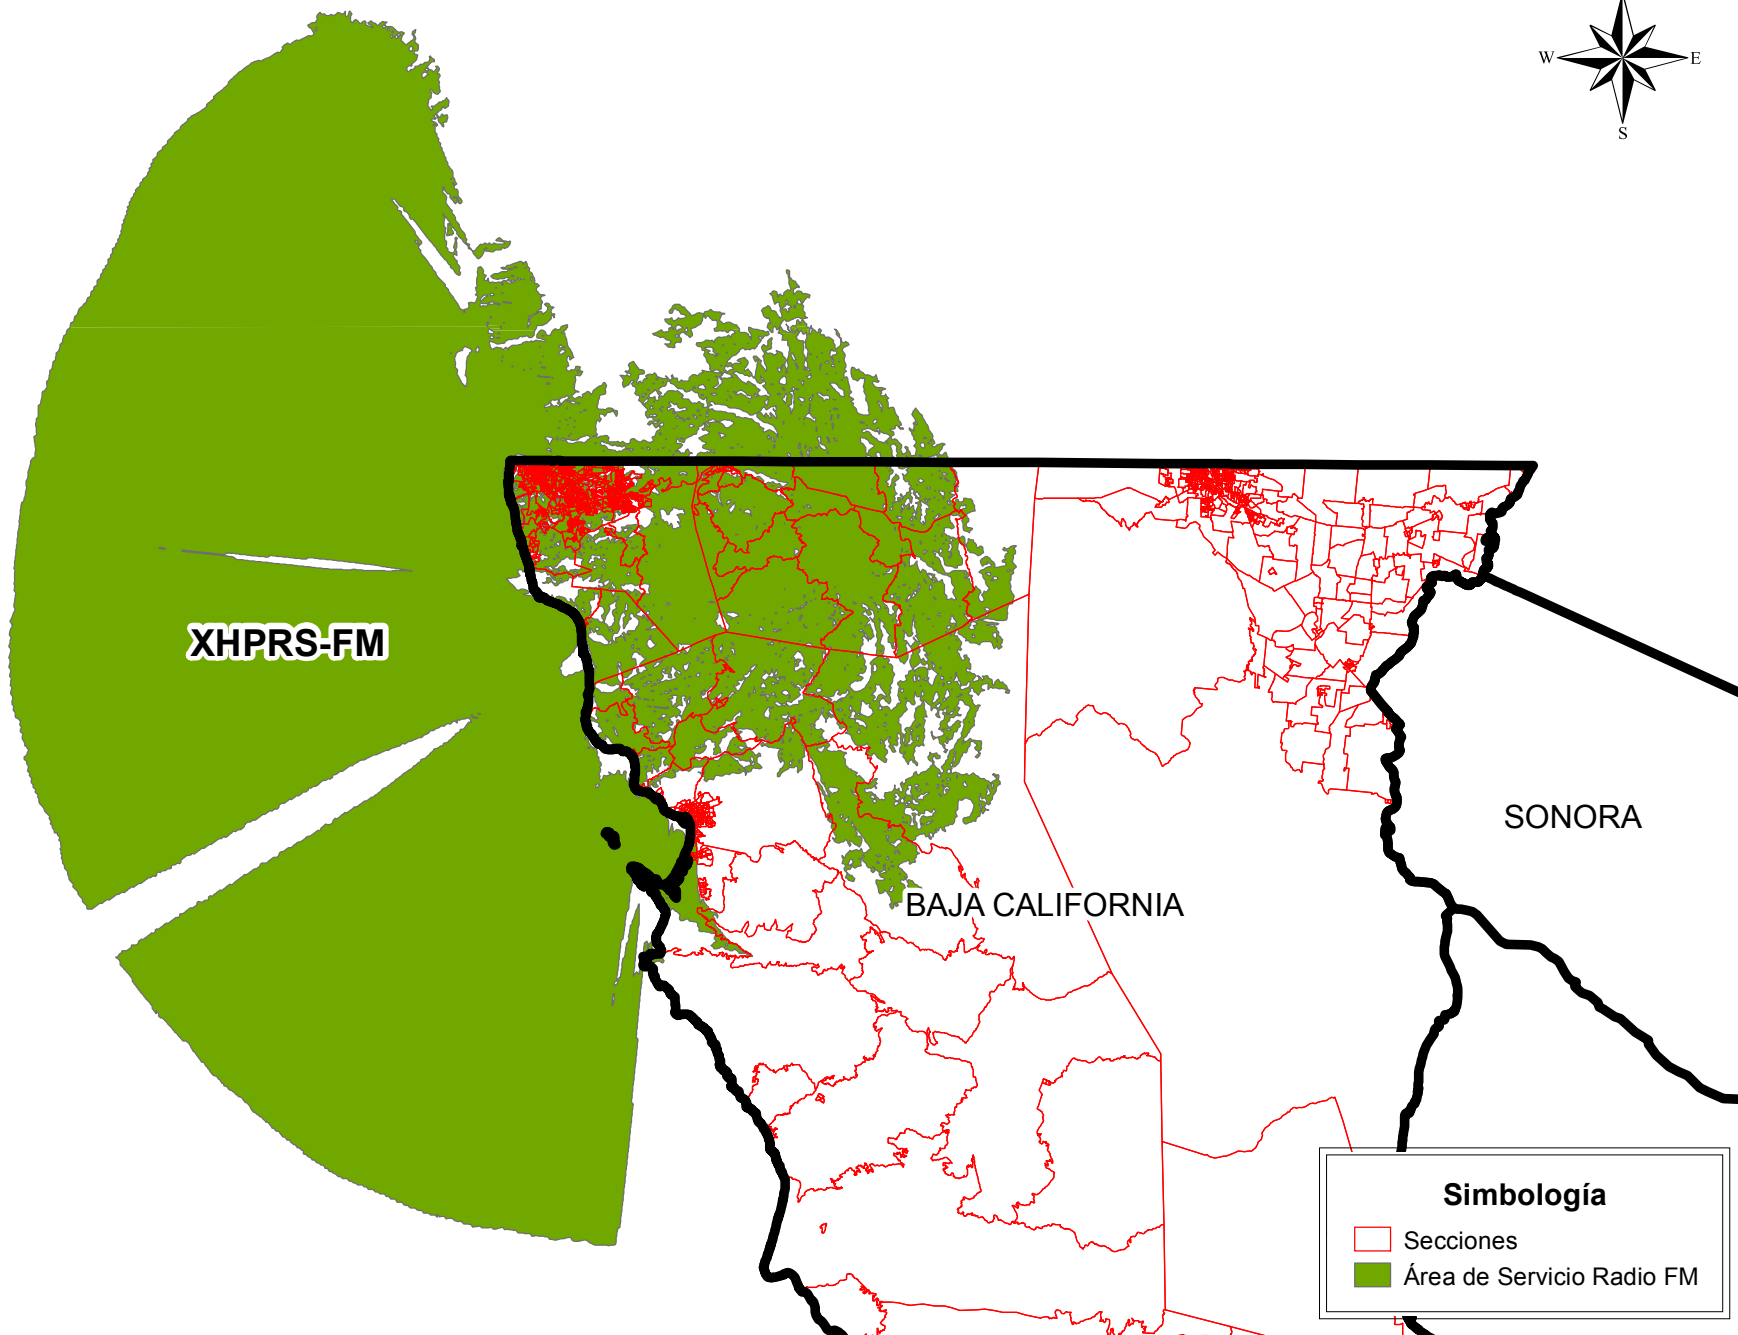 W E
S
XHPRS-FM
SONORA
BAJA CALIFORNIA
Simbología
Secciones
Área de Servicio Radio FM